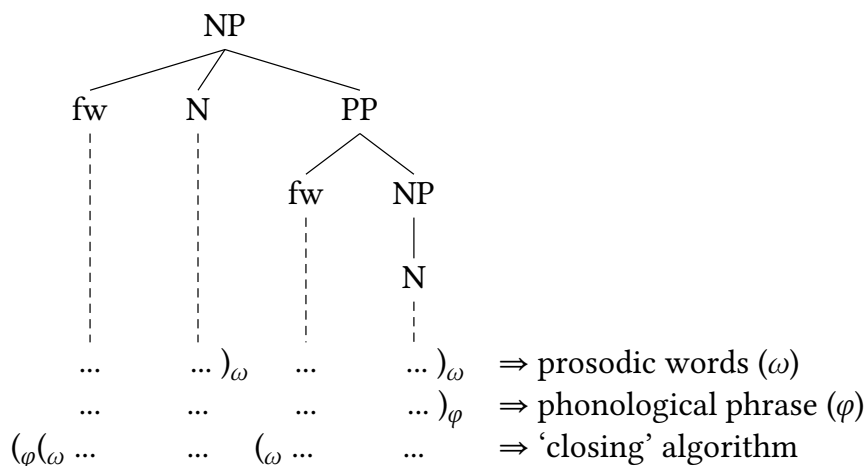 NP
fw N PP
fw NP
N
... ...)ω ... ...)ω ⇒ prosodic words (ω)
... ... ... ...)φ ⇒ phonological phrase (φ)
(φ(ω ... ... (ω ... ... ⇒ ‘closing’ algorithm